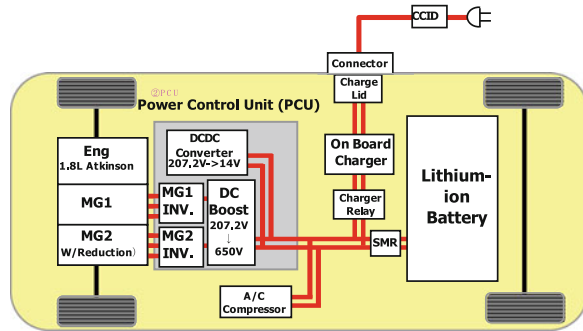 CCID
Connector
Charge
Lid
②PCU
Power Control Unit (PCU)
DCDC
Converter
207,2V->14V
Eng
1.8L Atkinson
MG1
MG2
W/Reduction）
MG1
INV.
MG2
INV.
DC
Boost
207,2V
↓
650V
On Board
Charger
Charger
Relay
SMR
Lithium-
ion
Battery
A/C
Compressor